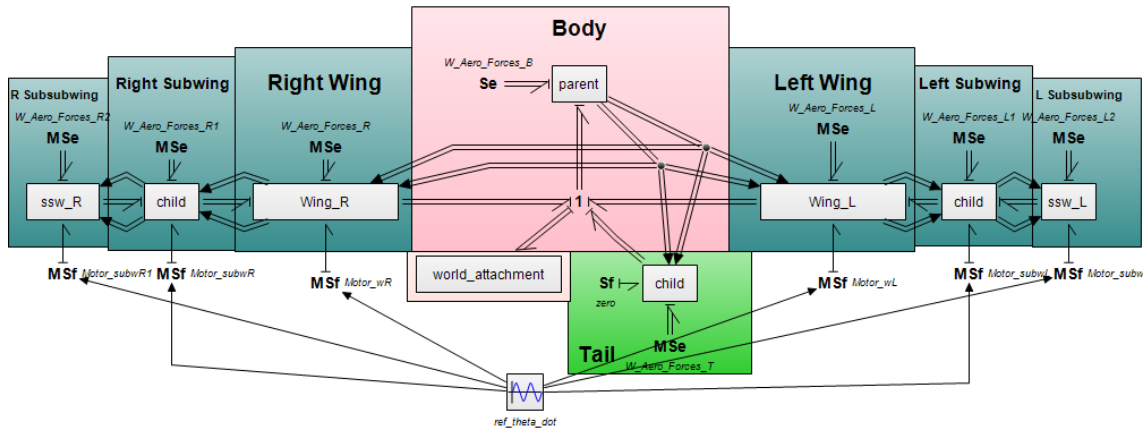 Body
Right Wing
Left Wing
Right Subwing
Left Subwing
R Subsubwing
L Subsubwing
W_Aero_Forces_B
Se
parent
W_Aero_Forces_R2
MSe
W_Aero_Forces_R1
MSe
W_Aero_Forces_R
MSe
W_Aero_Forces_L
MSe
W_Aero_Forces_L1
MSe
W_Aero_Forces_L2
MSe
ssw_R
child
Wing_R
1
Wing_L
child
ssw_L
MSf Motor_subwR1
MSf Motor_subwR
MSf Motor_wR
world_attachment
Sf
zero
child
MSf Motor_wL
MSf Motor_subwL
MSf Motor_subw
MSe
Tail
W_Aero_Forces_T
ref_theta_dot